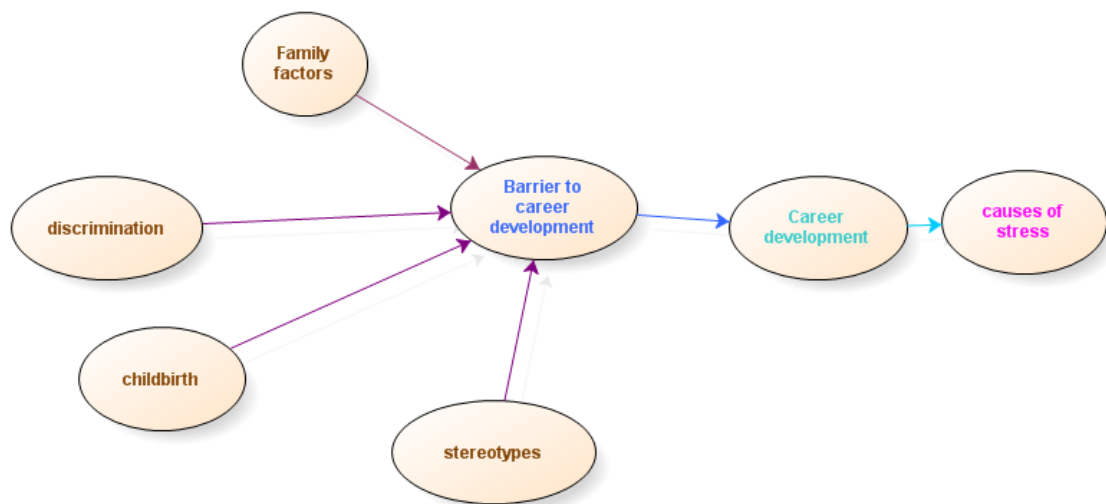 Family
factors
discrimination
childbirth
stereotypes
Barrier to
career
development
Career
development
causes of
stress